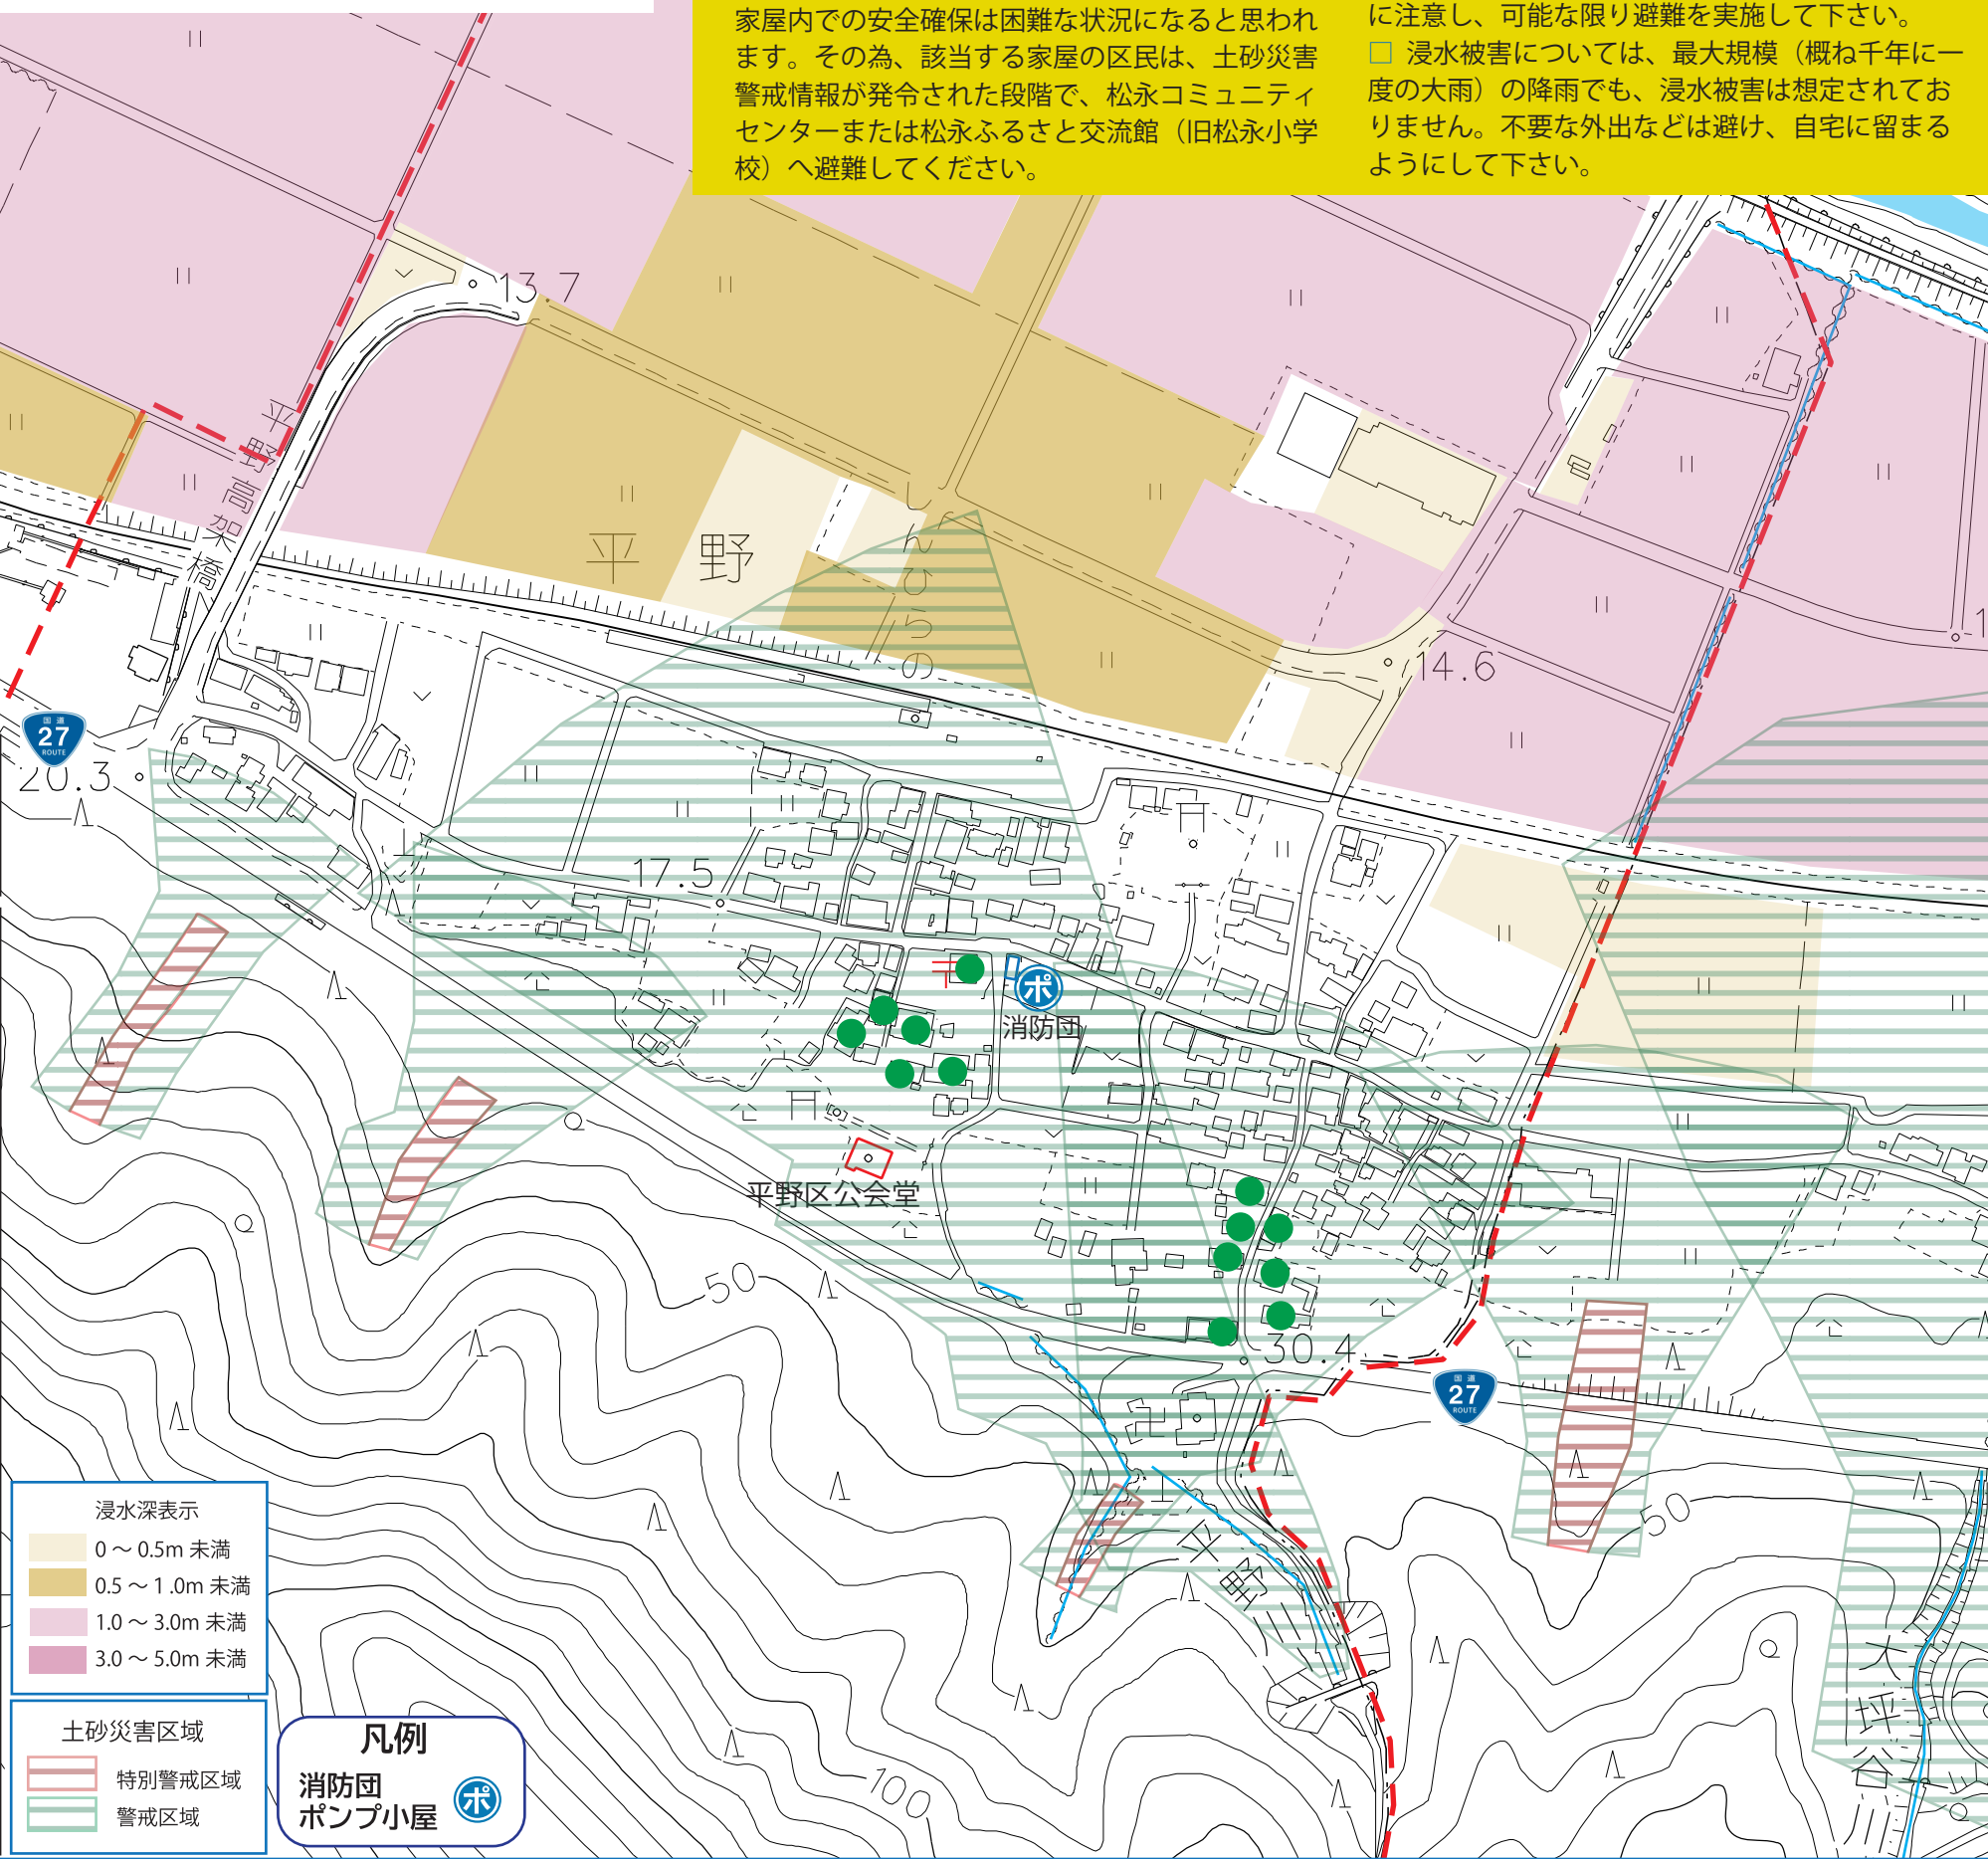 家屋内での安全確保は困難な状況になると思われ
ます。その為、該当する家屋の区民は、土砂災害
警戒情報が発令された段階で、松永コミュニティ
センターまたは松永ふるさと交流館（旧松永小学
校）へ避難してください。
に注意し、可能な限り避難を実施して下さい。
□ 浸水被害については、最大規模（概ね千年に一
度の大雨）の降雨でも、浸水被害は想定されてお
りません。不要な外出などは避け、自宅に留まる
ようにして下さい。
13.7
平野高架橋
平野
14.6
国道
27
ROUTE
20.3
17.5
ポ
消防団
平野区公会堂
30.4
50
国道
27
ROUTE
50
平野
大坪谷
100
浸水深表示
0 ～ 0.5m 未満
0.5 ～ 1.0m 未満
1.0 ～ 3.0m 未満
3.0 ～ 5.0m 未満
土砂災害区域
特別警戒区域
警戒区域
凡例
消防団
ポンプ小屋
ポ